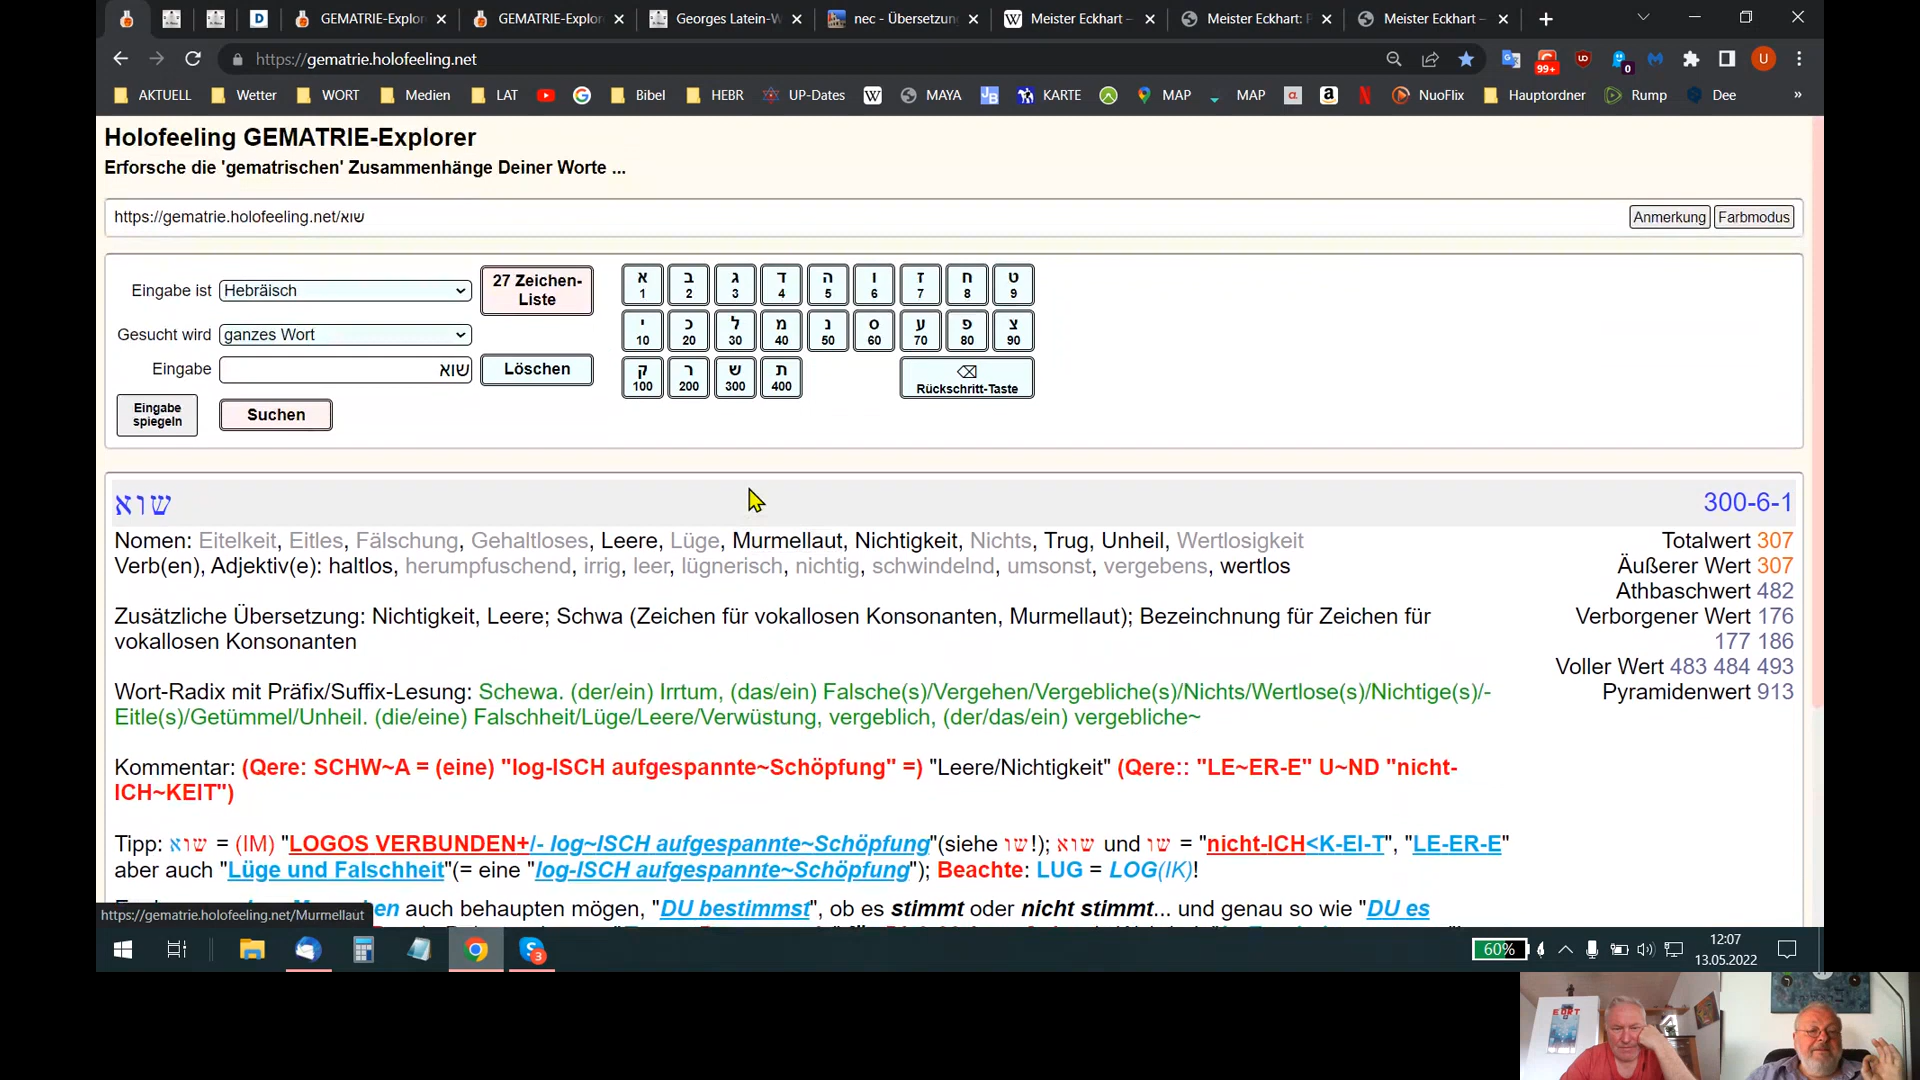 GEMATRIE-Explor GEMATRIE-Explor Georges Latein-W nec - Übersetzung Meister Eckhart – Meister Eckhart: P Meister Eckhart –
https://gematrie.holofeeling.net
AKTUELL Wetter WORT Medien LAT Bibel HEBR UP-Dates MAYA KARTE MAP MAP NuoFlix Hauptordner Rump Dee »
Holofeeling GEMATRIE-Explorer
Erforsche die 'gematrischen' Zusammenhänge Deiner Worte ...
https://gematrie.holofeeling.net/שוא Anmerkung Farbmodus
Eingabe ist Hebräisch 27 Zeichen-Liste
Gesucht wird ganzes Wort
Eingabe שוא Löschen
Eingabe spiegeln Suchen
א ב ג ד ה ו ז ח ט
1 2 3 4 5 6 7 8 9
י כ ל מ נ ס ע פ צ
10 20 30 40 50 60 70 80 90
ק ר ש ת ⌫
100 200 300 400 Rückschritt-Taste
שוא 300-6-1
Nomen: Eitelkeit, Eitles, Fälschung, Gehaltloses, Leere, Lüge, Murmellaut, Nichtigkeit, Nichts, Trug, Unheil, Wertlosigkeit
Verb(en), Adjektiv(e): haltlos, herumpfuschend, irrig, leer, lügnerisch, nichtig, schwindelnd, umsonst, vergebens, wertlos
Zusätzliche Übersetzung: Nichtigkeit, Leere; Schwa (Zeichen für vokallosen Konsonanten, Murmellaut); Bezeinchnung für Zeichen für
vokallosen Konsonanten
Wort-Radix mit Präfix/Suffix-Lesung: Schewa. (der/ein) Irrtum, (das/ein) Falsche(s)/Vergehen/Vergebliche(s)/Nichts/Wertlose(s)/Nichtige(s)/-
Eitle(s)/Getümmel/Unheil. (die/eine) Falschheit/Lüge/Leere/Verwüstung, vergeblich, (der/das/ein) vergebliche~
Kommentar: (Qere: SCHW~A = (eine) "log-ISCH aufgespannte~Schöpfung" =) "Leere/Nichtigkeit" (Qere:: "LE~ER-E" U~ND "nicht-
ICH~KEIT")
Tipp: שוא = (IM) "LOGOS VERBUNDEN+/- log~ISCH aufgespannte~Schöpfung"(siehe שו!); שוא und שו = "nicht-ICH<K-EI-T", "LE-ER-E"
aber auch "Lüge und Falschheit"(= eine "log-ISCH aufgespannte~Schöpfung"); Beachte: LUG = LOG(IK)!
auch behaupten mögen, "DU bestimmst", ob es stimmt oder nicht stimmt... und genau so wie "DU es
Totalwert 307
Äußerer Wert 307
Athbaschwert 482
Verborgener Wert 176
177 186
Voller Wert 483 484 493
Pyramidenwert 913
https://gematrie.holofeeling.net/Murmellaut
60% 12:07
13.05.2022